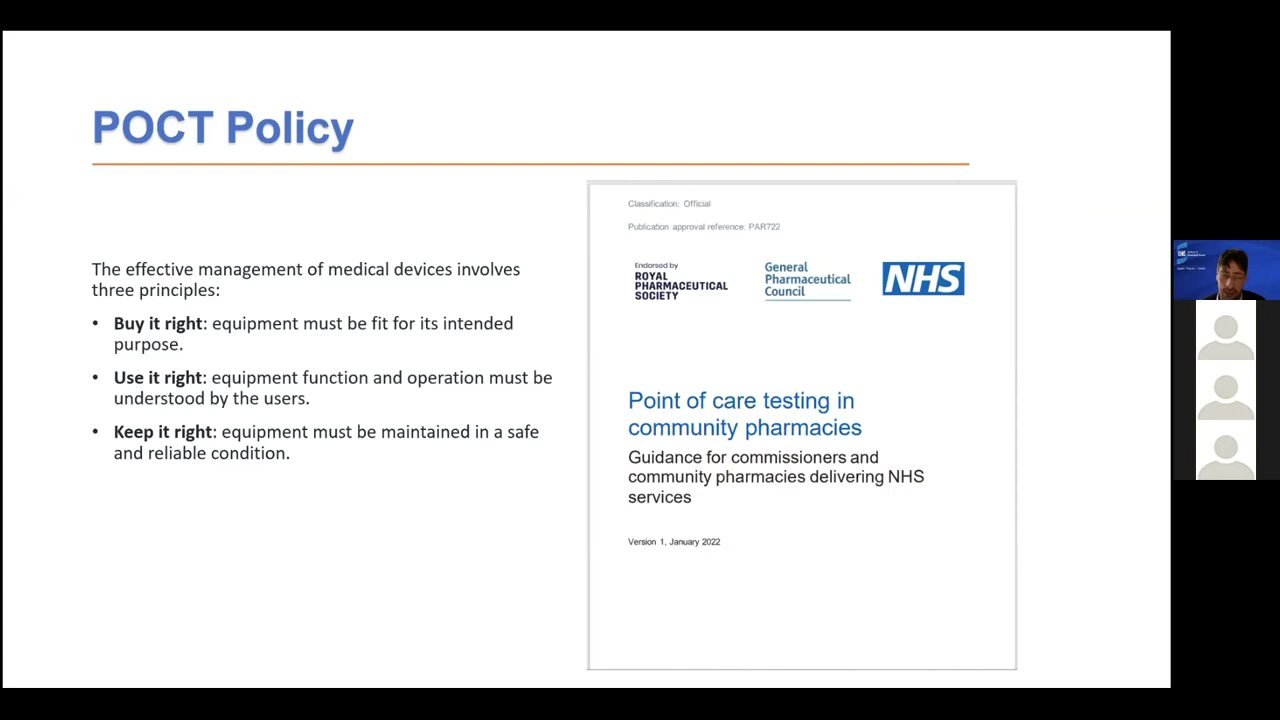 POCT Policy
The effective management of medical devices involves
three principles:
• Buy it right: equipment must be fit for its intended
purpose.
• Use it right: equipment function and operation must be
understood by the users.
• Keep it right: equipment must be maintained in a safe
and reliable condition.
Classification: Official
Publication approval reference: PAR722
Endorsed by
ROYAL
PHARMACEUTICAL
SOCIETY
General
Pharmaceutical
Council
NHS
Point of care testing in
community pharmacies
Guidance for commissioners and
community pharmacies delivering NHS
services
Version 1, January 2022